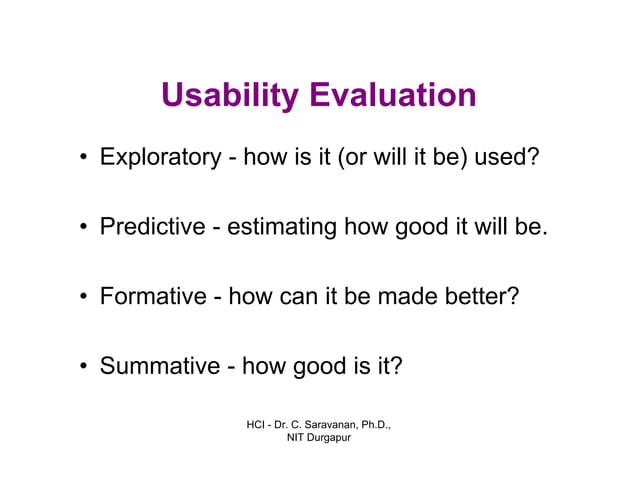 Usability Evaluation
• Exploratory - how is it (or will it be) used?
• Predictive - estimating how good it will be.
• Formative - how can it be made better?
• Summative - how good is it?
HCI - Dr. C. Saravanan, Ph.D.,
NIT Durgapur